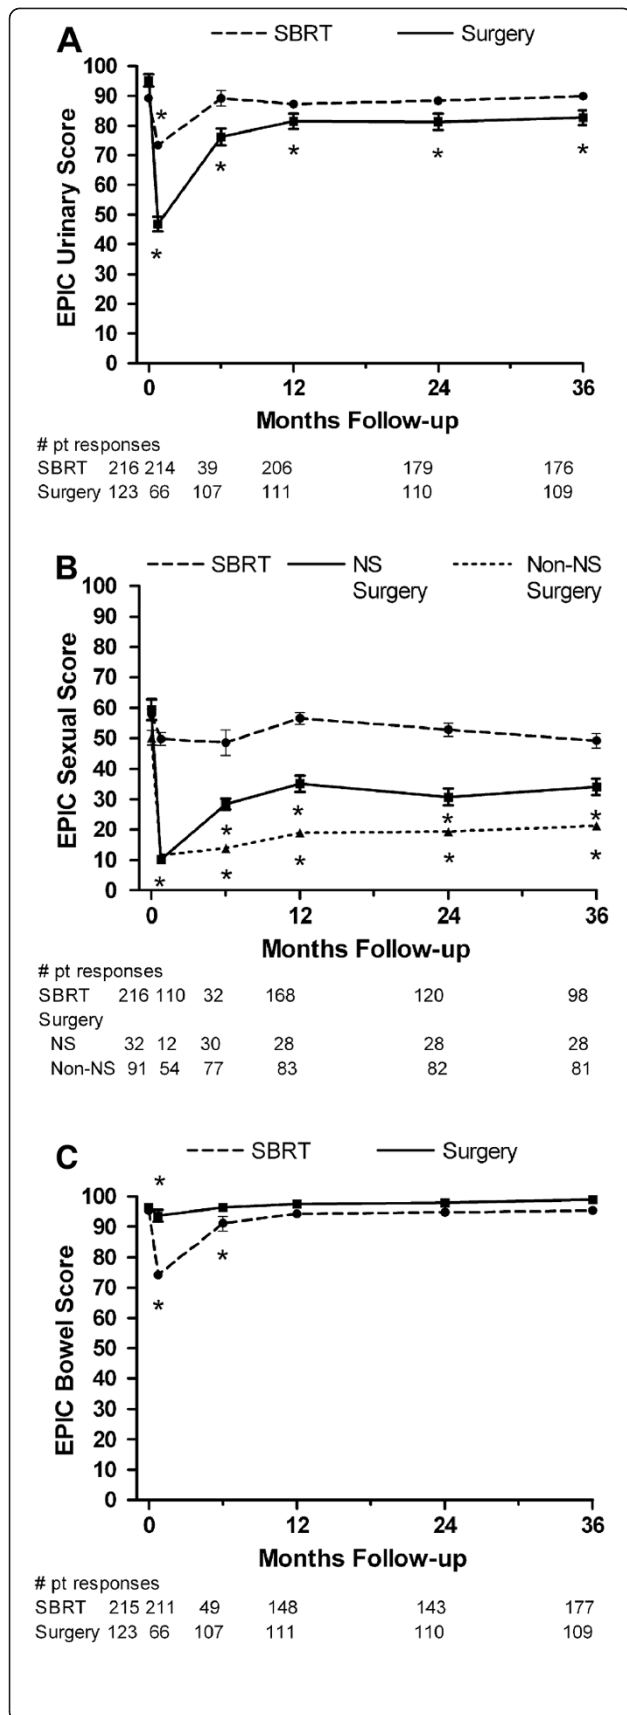 A
SBRT Surgery
100
90
80
70
60
50
40
30
20
10
0
EPIC Urinary Score
* * * * * * *
0 12 24 36
Months Follow-up
# pt responses
SBRT 216 214 39 206 179 176
Surgery 123 66 107 111 110 109
B
SBRT NS Non-NS
Surgery Surgery
100
90
80
70
60
50
40
30
20
10
0
EPIC Sexual Score
* * * * * * * * *
0 12 24 36
Months Follow-up
# pt responses
SBRT 216 110 32 168 120 98
Surgery
NS 32 12 30 28 28 28
Non-NS 91 54 77 83 82 81
C
SBRT Surgery
*
100
90
80
70
60
50
40
30
20
10
0
EPIC Bowel Score
* *
0 12 24 36
Months Follow-up
# pt responses
SBRT 215 211 49 148 143 177
Surgery 123 66 107 111 110 109